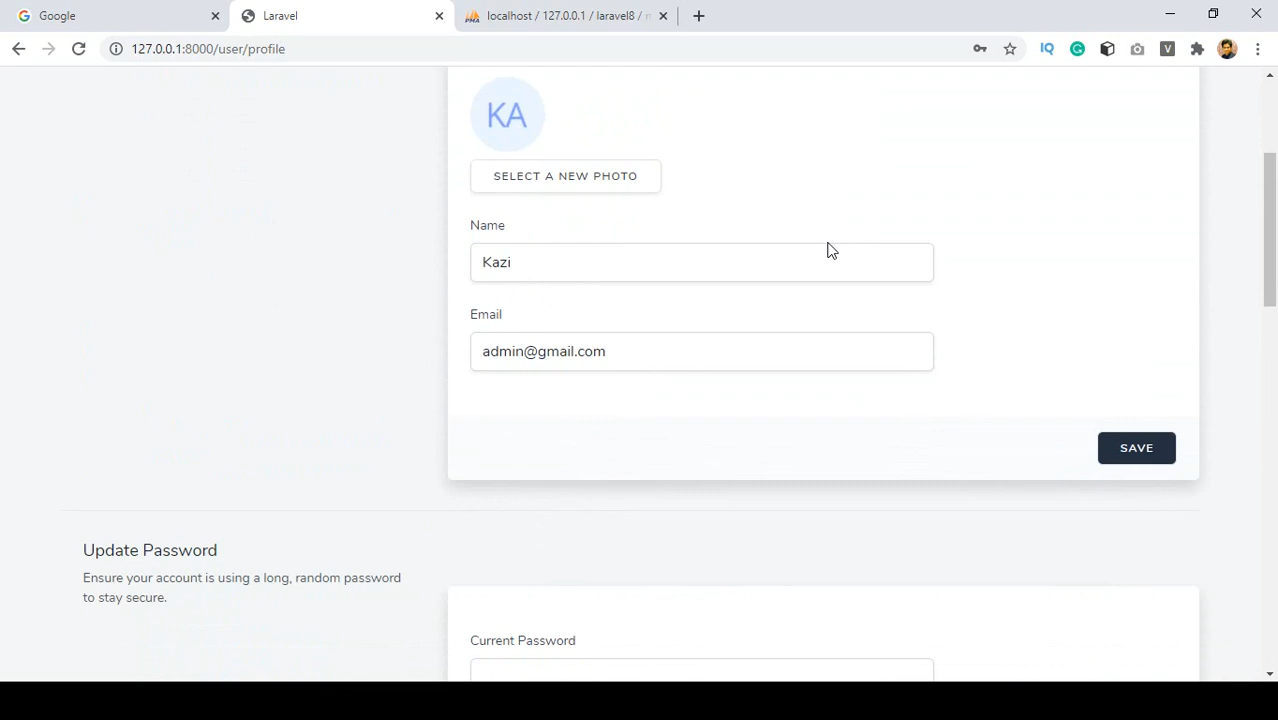 Google
Laravel
localhost / 127.0.0.1 / laravel8 /
127.0.0.1:8000/user/profile
IQ
V
KA
SELECT A NEW PHOTO
Name
Kazi
Email
admin@gmail.com
SAVE
Update Password
Ensure your account is using a long, random password
to stay secure.
Current Password